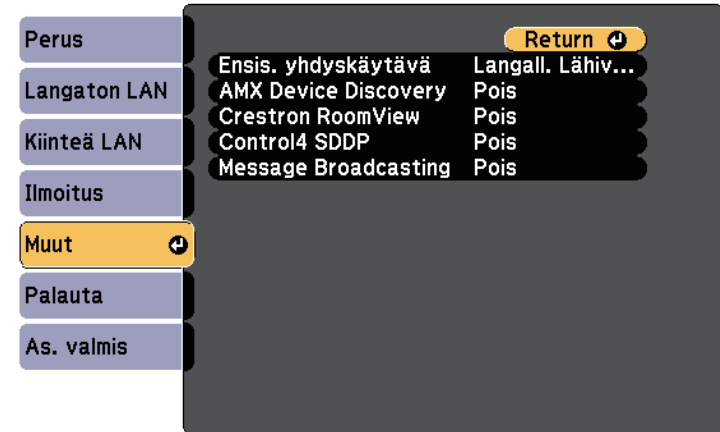 Perus
Langaton LAN
Kiinteä LAN
Ilmoitus
Muut
Palauta
As. valmis
Return
Ensis. yhdyskäytävä Langall. Lähiv...
AMX Device Discovery Pois
Crestron RoomView Pois
Control4 SDDP Pois
Message Broadcasting Pois